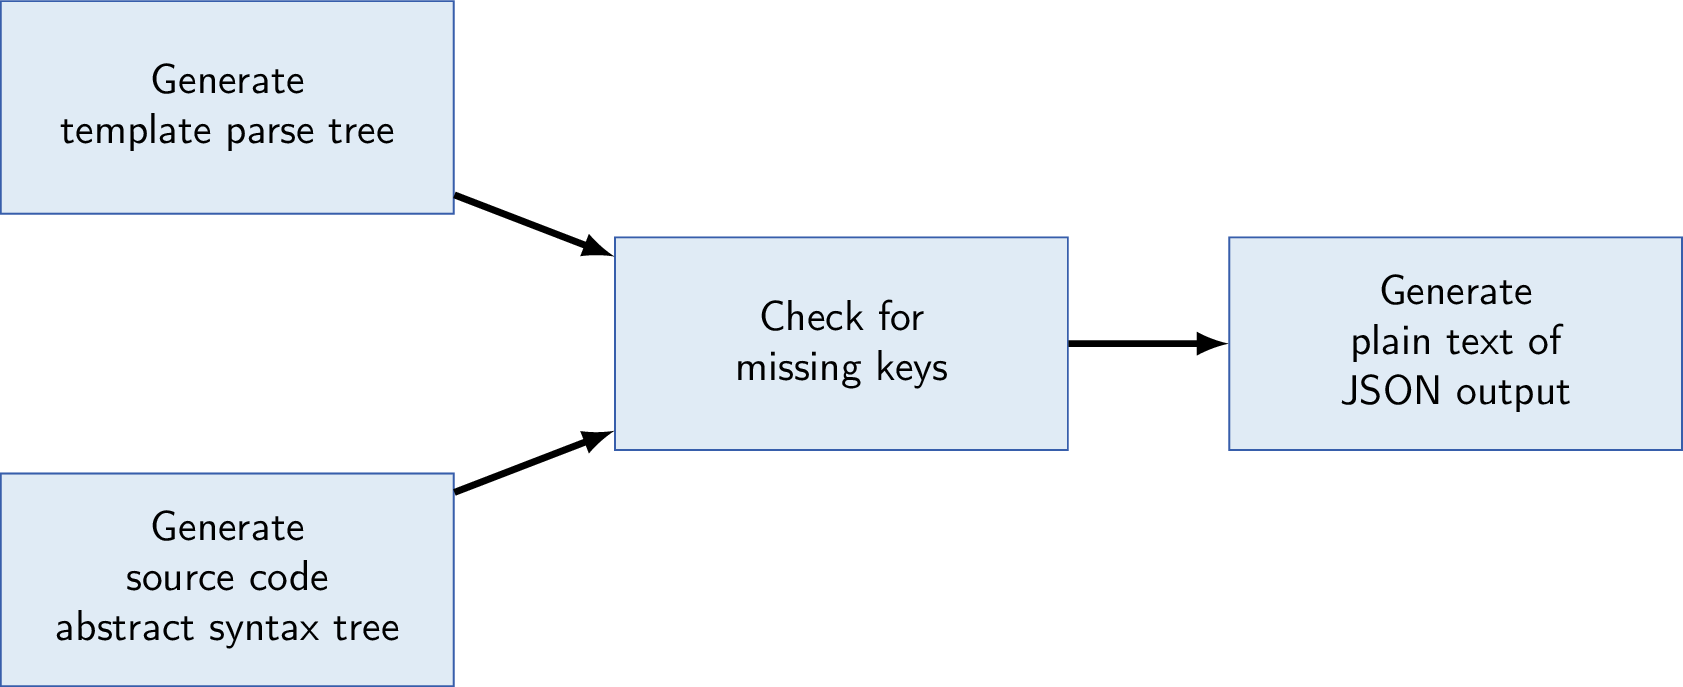 Generate
template parse tree
Generate
source code
abstract syntax tree
Check for
missing keys
Generate
plain text of
JSON output